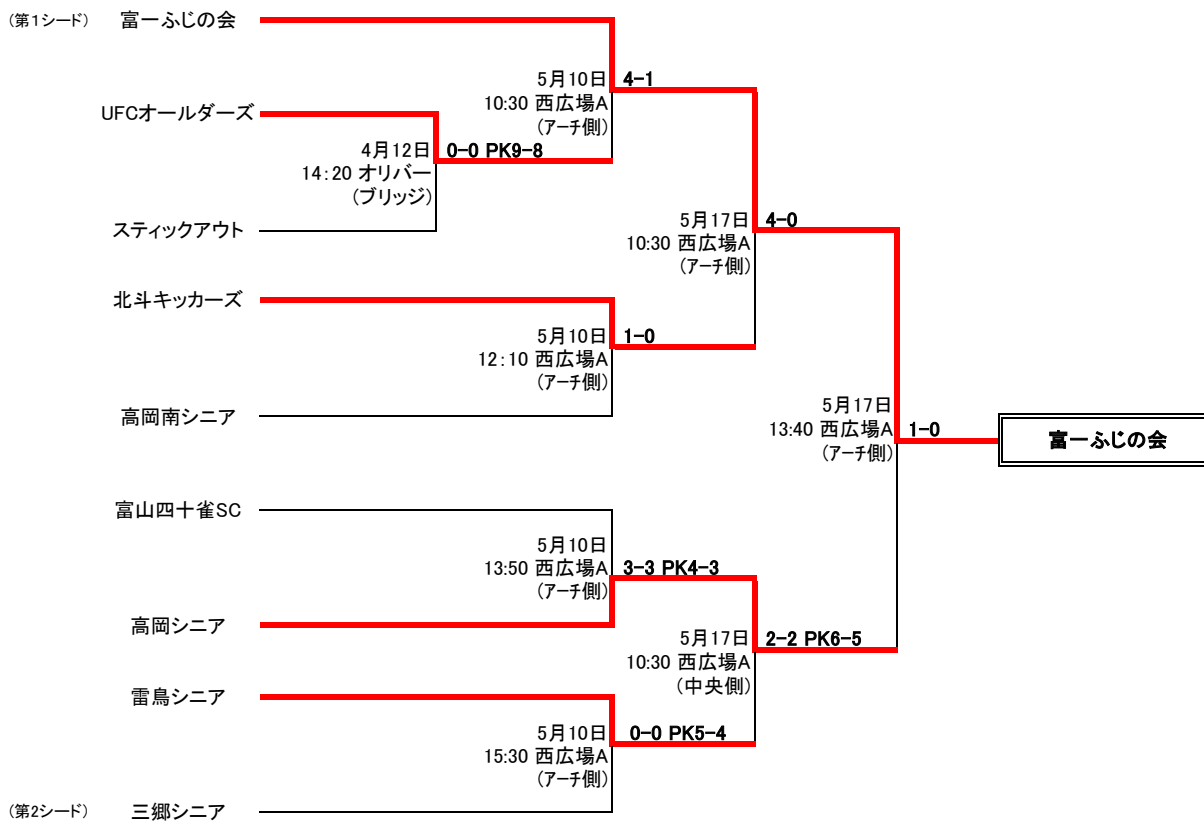 (第1シード) 富ーふじの会
5月10日 4-1
10:30 西広場A
(アーチ側)
UFCオールダーズ
4月12日 0-0 PK9-8
14:20 オリバー
(ブリッジ)
スティックアウト
5月17日 4-0
10:30 西広場A
(アーチ側)
北斗キッカーズ
5月10日 1-0
12:10 西広場A
(アーチ側)
高岡南シニア
5月17日
13:40 西広場A 1-0
(アーチ側)
富ーふじの会
富山四十雀SC
5月10日
13:50 西広場A 3-3 PK4-3
(アーチ側)
高岡シニア
5月17日 2-2 PK6-5
10:30 西広場A
(中央側)
雷鳥シニア
5月10日 0-0 PK5-4
15:30 西広場A
(アーチ側)
(第2シード) 三郷シニア